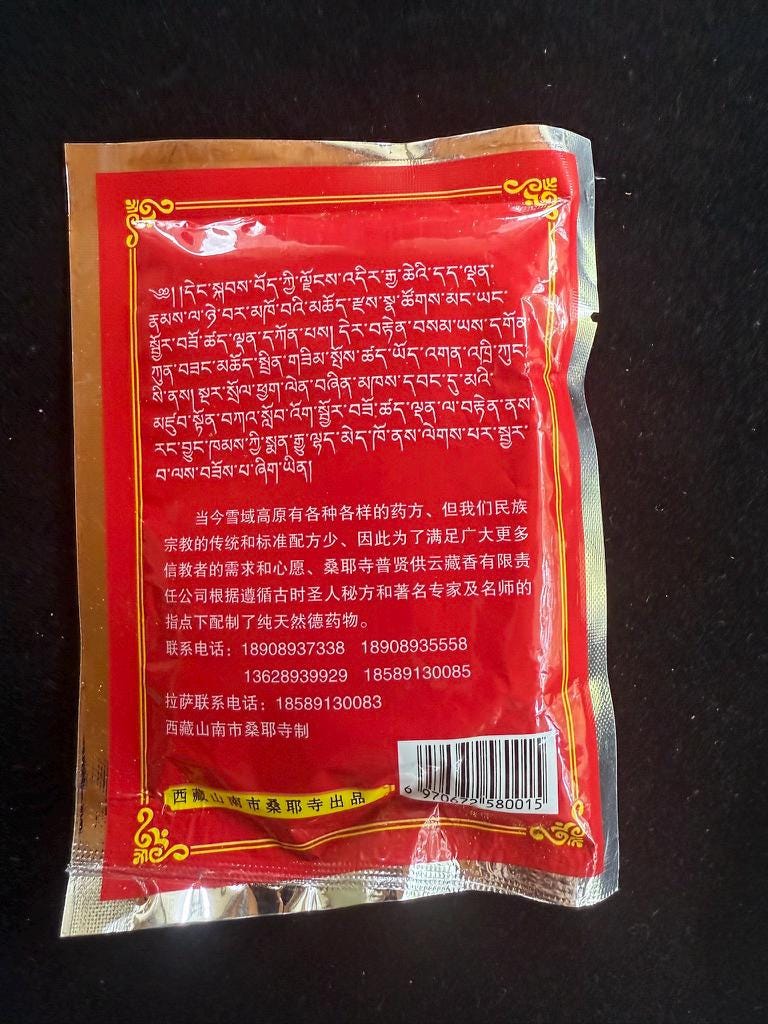 ༄༅། །དེང་སྐབས་བོད་ཀྱི་ལྗོངས་འདིར་རྒྱ་ཆེའི་དད་ལྡན་
རྣམས་ལ་ཉེ་བར་མཁོ་བའི་མཆོད་རྫས་སྣ་ཚོགས་མང་ཡང་
སྦྱོར་བཟོ་ཚད་ལྡན་དཀོན་པས། དེར་བརྟེན་བསམ་ཡས་དགོན་
ཀུན་བཟང་མཆོད་སྤྲིན་གཟིམ་སྤོས་ཚད་ཡོད་འགན་འཁྲི་ཀུང་
སི་ནས། སྔར་སྲོལ་ཕྱག་ལེན་བཞིན་མཁས་དབང་དུ་མའི་
མཛུབ་སྟོན་བཀའ་སློབ་འོག་སྦྱོར་བཟོ་ཚད་ལྡན་ལ་བརྟེན་ནས་
རང་བྱུང་ཁམས་ཀྱི་སྨན་རྒྱུ་ལྷད་མེད་ཁོ་ནས་ལེགས་པར་སྦྱར་
བ་ལས་བཟོས་པ་ཞིག་ཡིན།
当今雪域高原有各种各样的药方、但我们民族
宗教的传统和标准配方少、因此为了满足广大更多
信教者的需求和心愿、桑耶寺普贤供云藏香有限责
任公司根据遵循古时圣人秘方和著名专家及名师的
指点下配制了纯天然德药物。
联系电话：18908937338 18908935558
13628939929 18589130085
拉萨联系电话：18589130083
西藏山南市桑耶寺制
西藏山南市桑耶寺出品
6 970672 580015